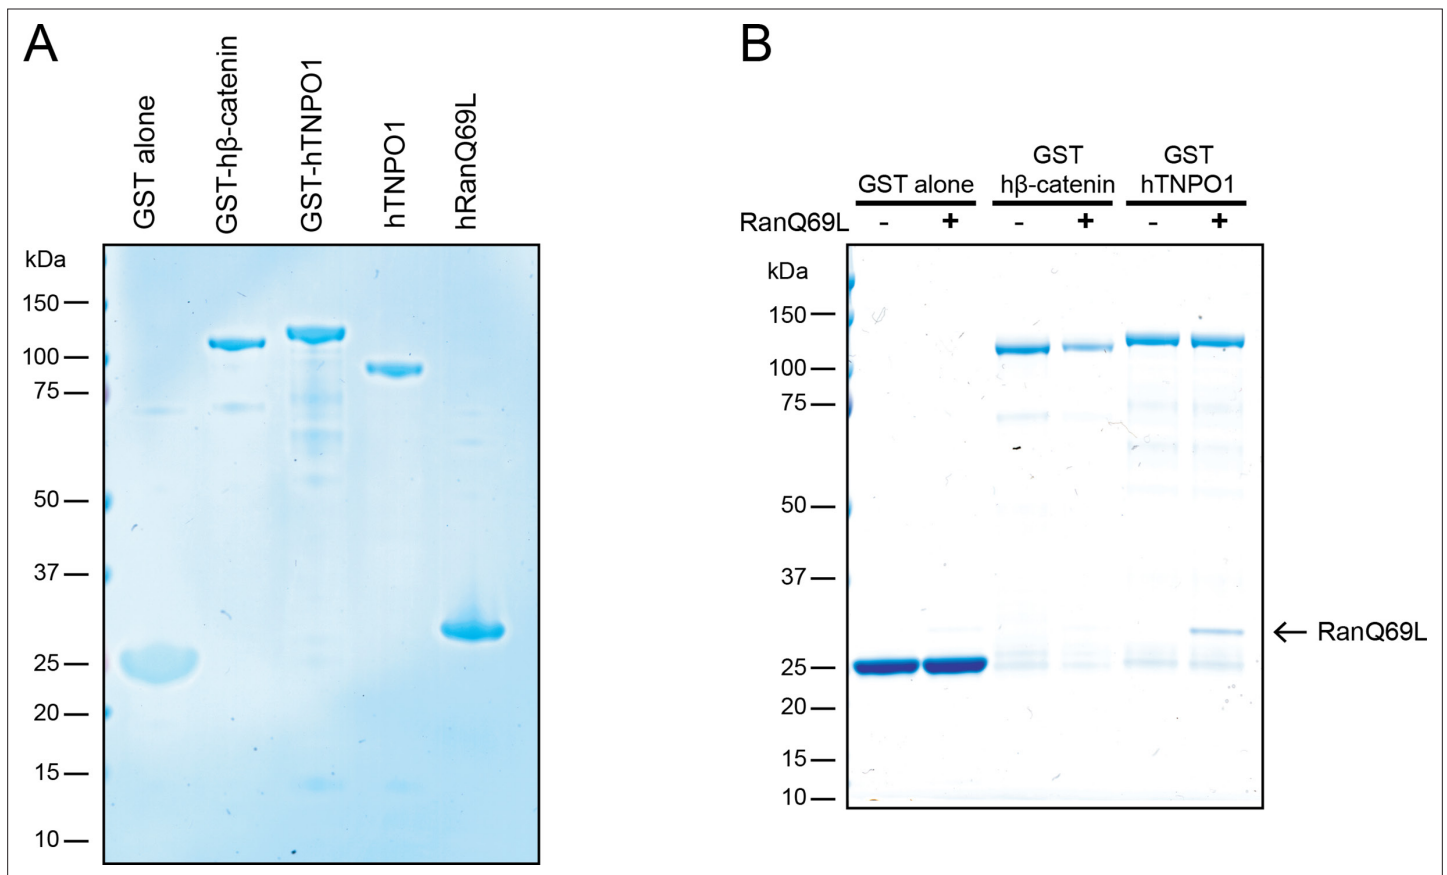 A
GST alone
GST-hβ-catenin
GST-hTNPO1
hTNPO1
hRanQ69L
kDa
150
100
75
50
37
25
20
15
10
B
GST alone
GST
hβ-catenin
GST
hTNPO1
RanQ69L - + - + - +
kDa
150
100
75
50
37
25
20
15
10
← RanQ69L